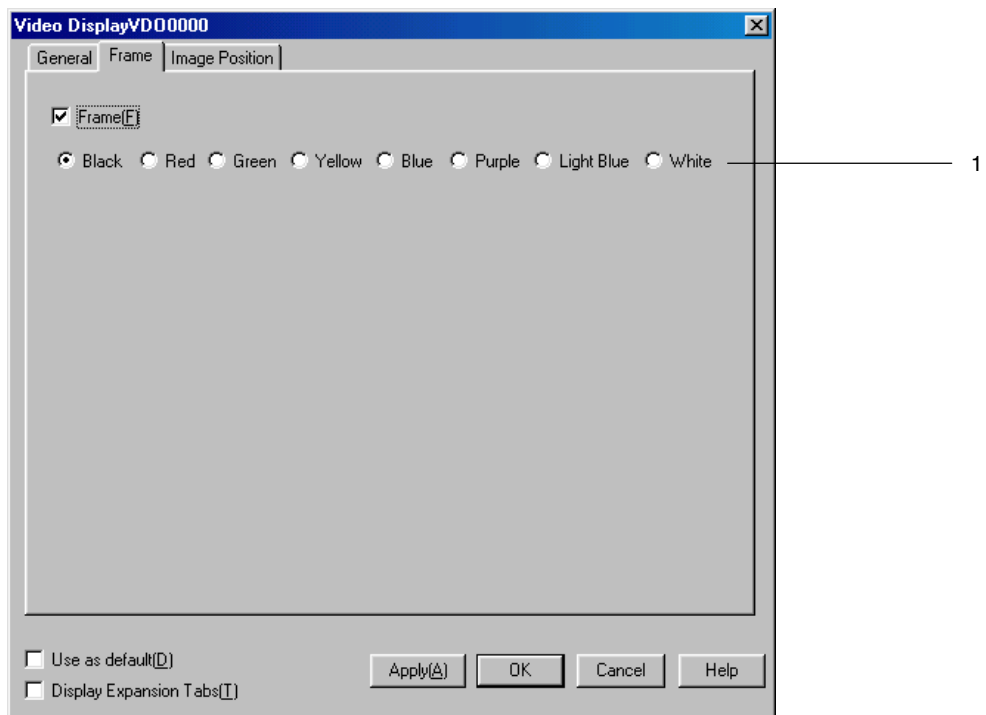 Video DisplayVDO0000
General Frame Image Position
Frame(F)
Black Red Green Yellow Blue Purple Light Blue White
1
Use as default(D)
Display Expansion Tabs(T)
Apply(A) OK Cancel Help